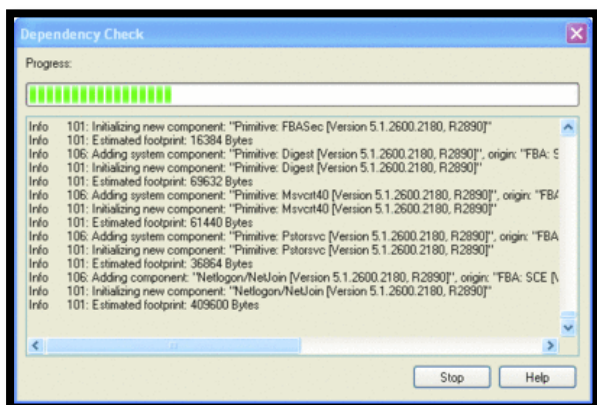 Dependency Check
Progress:
Info 101: Initializing new component: "Primitive: FBASec [Version 5.1.2600.2180, R2890]"
Info 101: Estimated footprint: 16384 Bytes
Info 106: Adding system component: "Primitive: Digest [Version 5.1.2600.2180, R2890]", origin: "FBA: S
Info 101: Initializing new component: "Primitive: Digest [Version 5.1.2600.2180, R2890]"
Info 101: Estimated footprint: 69632 Bytes
Info 106: Adding system component: "Primitive: Msvcrt40 [Version 5.1.2600.2180, R2890]", origin: "FBA
Info 101: Initializing new component: "Primitive: Msvcrt40 [Version 5.1.2600.2180, R2890]"
Info 101: Estimated footprint: 61440 Bytes
Info 106: Adding system component: "Primitive: Pstorsvc [Version 5.1.2600.2180, R2890]", origin: "FBA
Info 101: Initializing new component: "Primitive: Pstorsvc [Version 5.1.2600.2180, R2890]"
Info 101: Estimated footprint: 36864 Bytes
Info 106: Adding component: "Netlogon/NetJoin [Version 5.1.2600.2180, R2890]", origin: "FBA: SCE [V
Info 101: Initializing new component: "Netlogon/NetJoin [Version 5.1.2600.2180, R2890]"
Info 101: Estimated footprint: 409600 Bytes
Stop Help